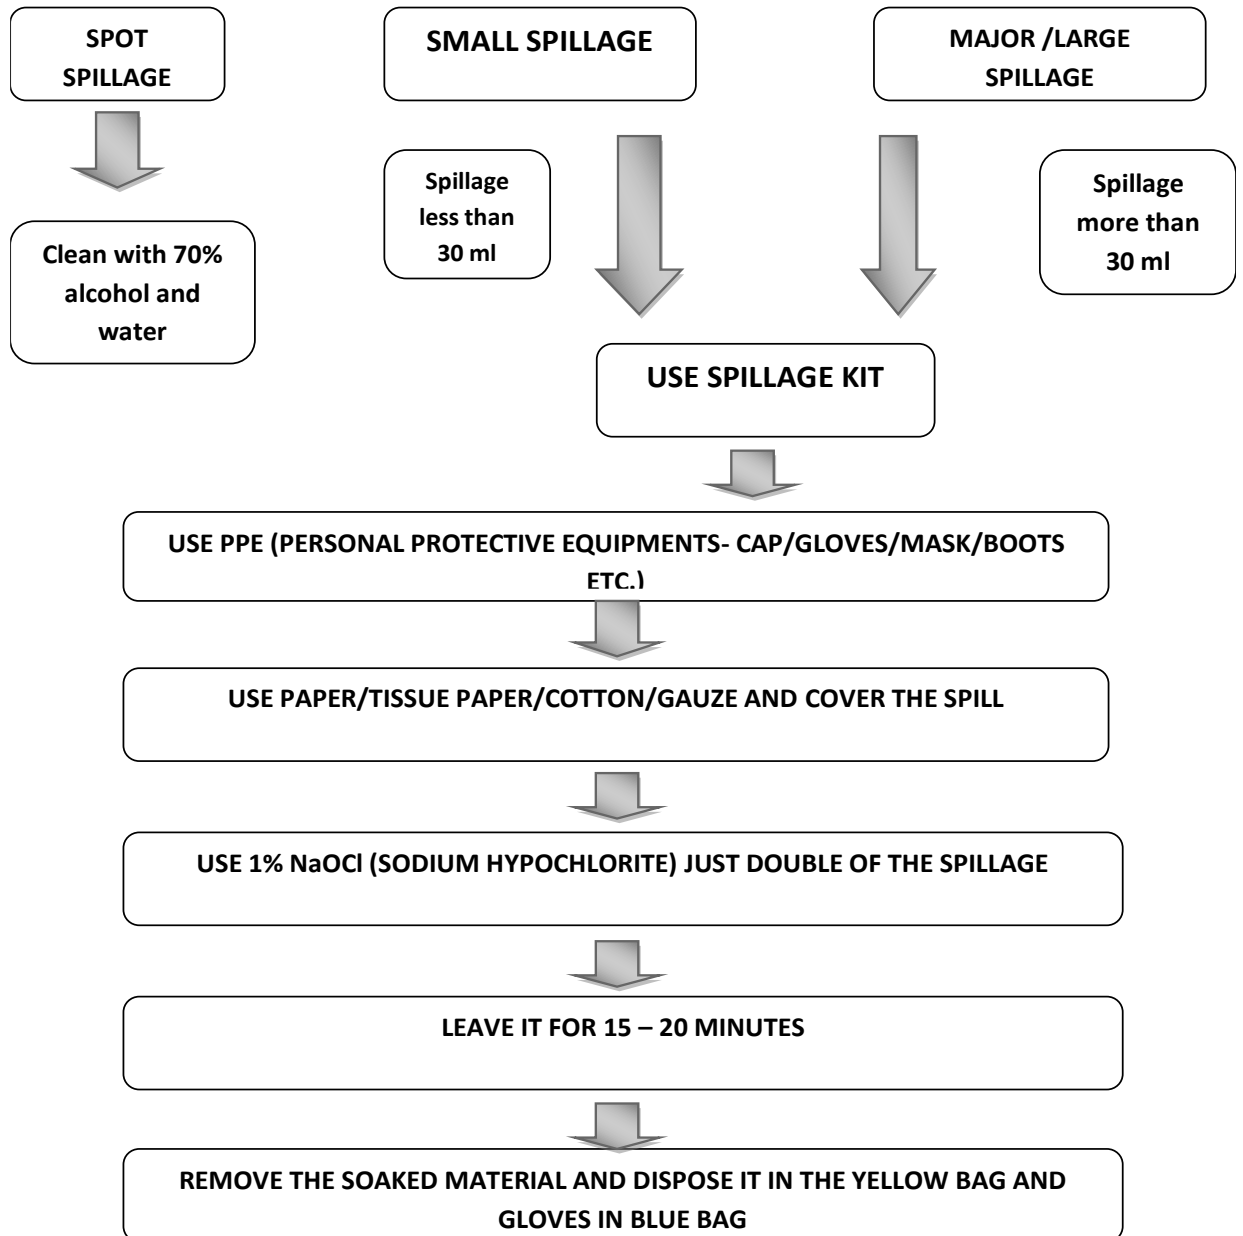 SPOT
SPILLAGE
SMALL SPILLAGE
MAJOR /LARGE
SPILLAGE
Spillage
less than
30 ml
Spillage
more than
30 ml
Clean with 70%
alcohol and
water
USE SPILLAGE KIT
USE PPE (PERSONAL PROTECTIVE EQUIPMENTS- CAP/GLOVES/MASK/BOOTS
ETC.)
USE PAPER/TISSUE PAPER/COTTON/GAUZE AND COVER THE SPILL
USE 1% NaOCl (SODIUM HYPOCHLORITE) JUST DOUBLE OF THE SPILLAGE
LEAVE IT FOR 15 – 20 MINUTES
REMOVE THE SOAKED MATERIAL AND DISPOSE IT IN THE YELLOW BAG AND
GLOVES IN BLUE BAG